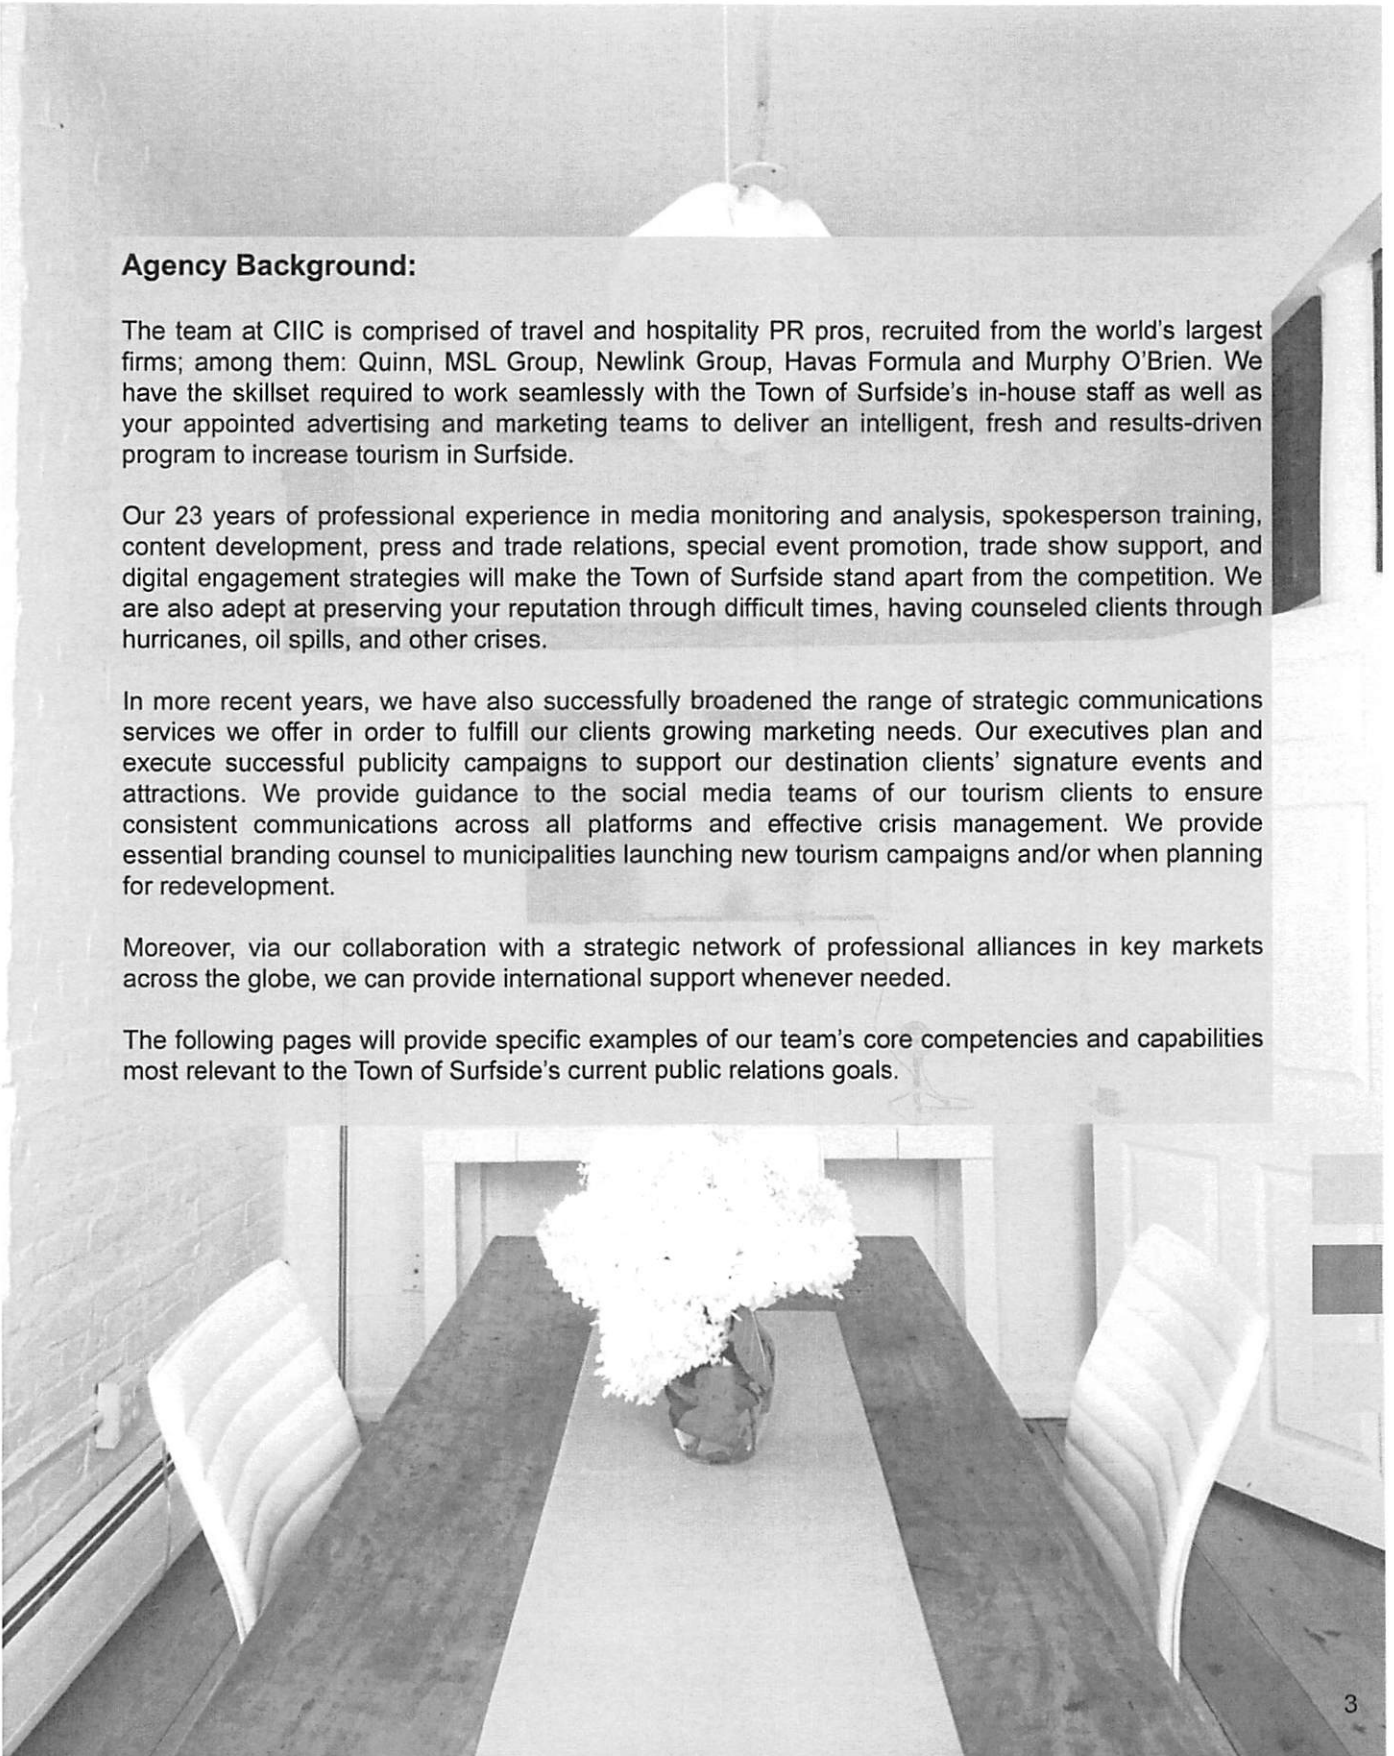 Agency Background:
The team at CIIC is comprised of travel and hospitality PR pros, recruited from the world's largest
firms; among them: Quinn, MSL Group, Newlink Group, Havas Formula and Murphy O'Brien. We
have the skillset required to work seamlessly with the Town of Surfside's in-house staff as well as
your appointed advertising and marketing teams to deliver an intelligent, fresh and results-driven
program to increase tourism in Surfside.
Our 23 years of professional experience in media monitoring and analysis, spokesperson training,
content development, press and trade relations, special event promotion, trade show support, and
digital engagement strategies will make the Town of Surfside stand apart from the competition. We
are also adept at preserving your reputation through difficult times, having counseled clients through
hurricanes, oil spills, and other crises.
In more recent years, we have also successfully broadened the range of strategic communications
services we offer in order to fulfill our clients growing marketing needs. Our executives plan and
execute successful publicity campaigns to support our destination clients' signature events and
attractions. We provide guidance to the social media teams of our tourism clients to ensure
consistent communications across all platforms and effective crisis management. We provide
essential branding counsel to municipalities launching new tourism campaigns and/or when planning
for redevelopment.
Moreover, via our collaboration with a strategic network of professional alliances in key markets
across the globe, we can provide international support whenever needed.
The following pages will provide specific examples of our team's core competencies and capabilities
most relevant to the Town of Surfside's current public relations goals.
3